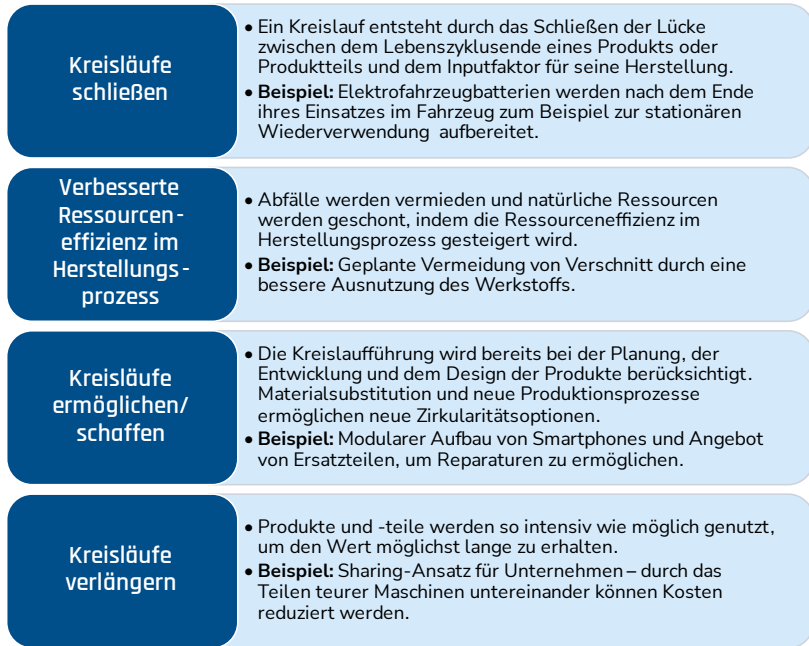 Kreisläufe
schließen
• Ein Kreislauf entsteht durch das Schließen der Lücke
zwischen dem Lebenszyklusende eines Produkts oder
Produktteils und dem Inputfaktor für seine Herstellung.
• Beispiel: Elektrofahrzeugbatterien werden nach dem Ende
ihres Einsatzes im Fahrzeug zum Beispiel zur stationären
Wiederverwendung aufbereitet.
Verbesserte
Ressourcen-
effizienz im
Herstellungs-
prozess
• Abfälle werden vermieden und natürliche Ressourcen
werden geschont, indem die Ressourceneffizienz im
Herstellungsprozess gesteigert wird.
• Beispiel: Geplante Vermeidung von Verschnitt durch eine
bessere Ausnutzung des Werkstoffs.
Kreisläufe
ermöglichen/
schaffen
• Die Kreislaufführung wird bereits bei der Planung, der
Entwicklung und dem Design der Produkte berücksichtigt.
Materialsubstitution und neue Produktionsprozesse
ermöglichen neue Zirkularitätsoptionen.
• Beispiel: Modularer Aufbau von Smartphones und Angebot
von Ersatzteilen, um Reparaturen zu ermöglichen.
Kreisläufe
verlängern
• Produkte und -teile werden so intensiv wie möglich genutzt,
um den Wert möglichst lange zu erhalten.
• Beispiel: Sharing-Ansatz für Unternehmen – durch das
Teilen teurer Maschinen untereinander können Kosten
reduziert werden.